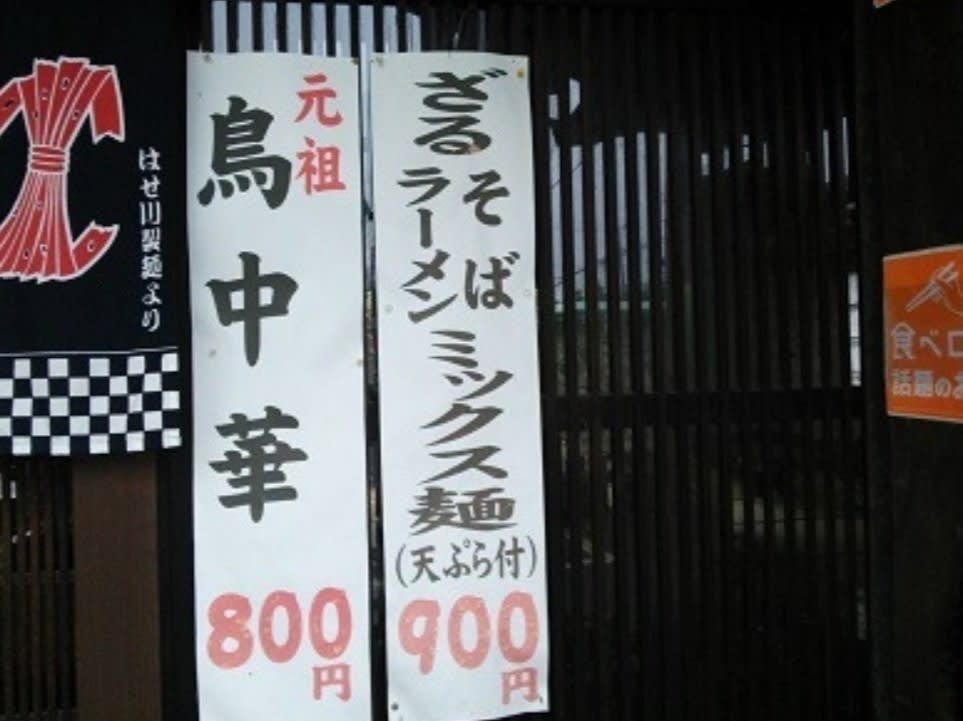 ざる
そば
ラーメン
ミックス麺
(天ぷら付)
900
円
元祖
鳥中華
800
円
はせ川製麺より
食べロ
話題のお